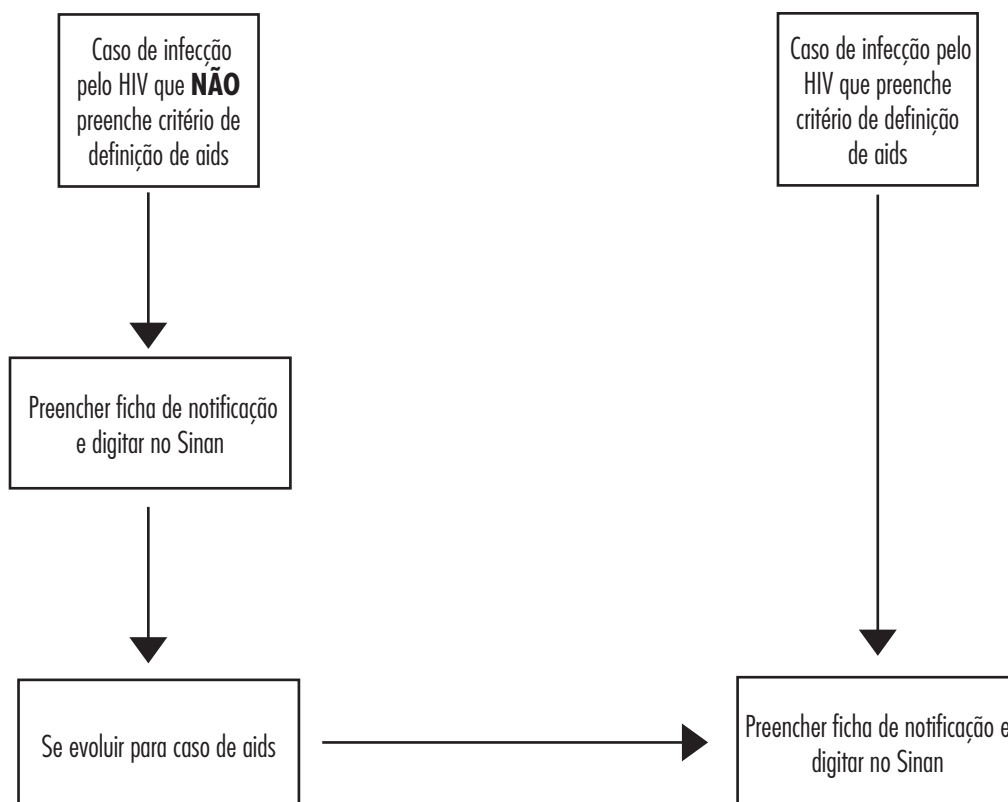 Caso de infecção
pelo HIV que NÃO
preenche critério de
definição de aids
Caso de infecção pelo
HIV que preenche
critério de definição
de aids
Preencher ficha de notificação
e digitar no Sinan
Se evoluir para caso de aids
Preencher ficha de notificação e
digitar no Sinan